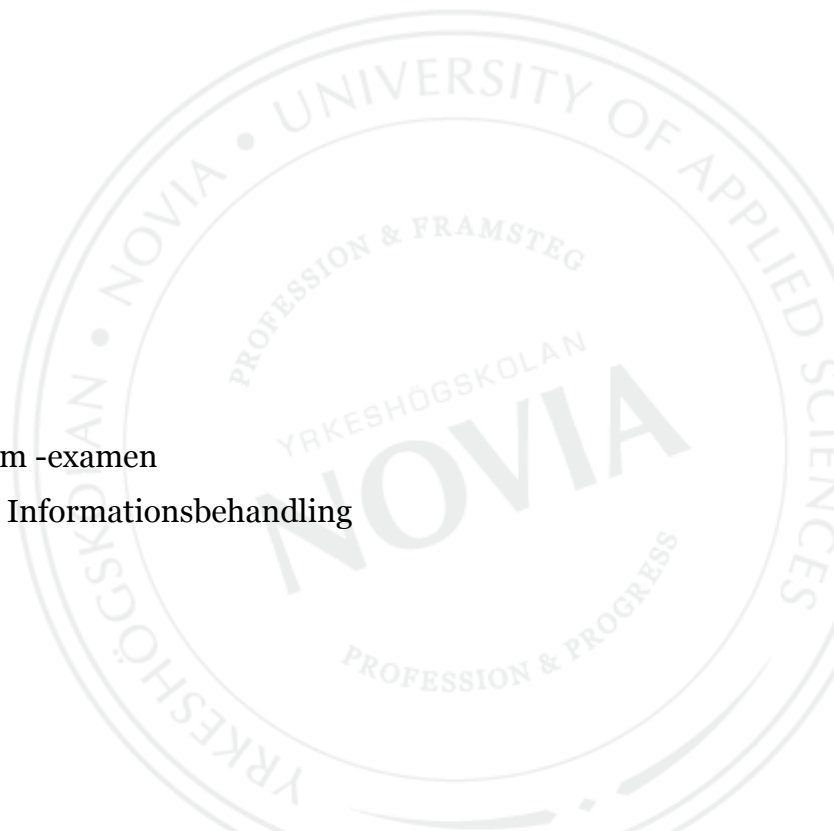 YRKESHÖGSKOLAN • NOVIA • UNIVERSITY OF APPLIED SCIENCES
PROFESSION & FRAMSTEG
YRKESHÖGSKOLAN
NOVIA
m -examen
Informationsbehandling
PROFESSION & PROGRESS